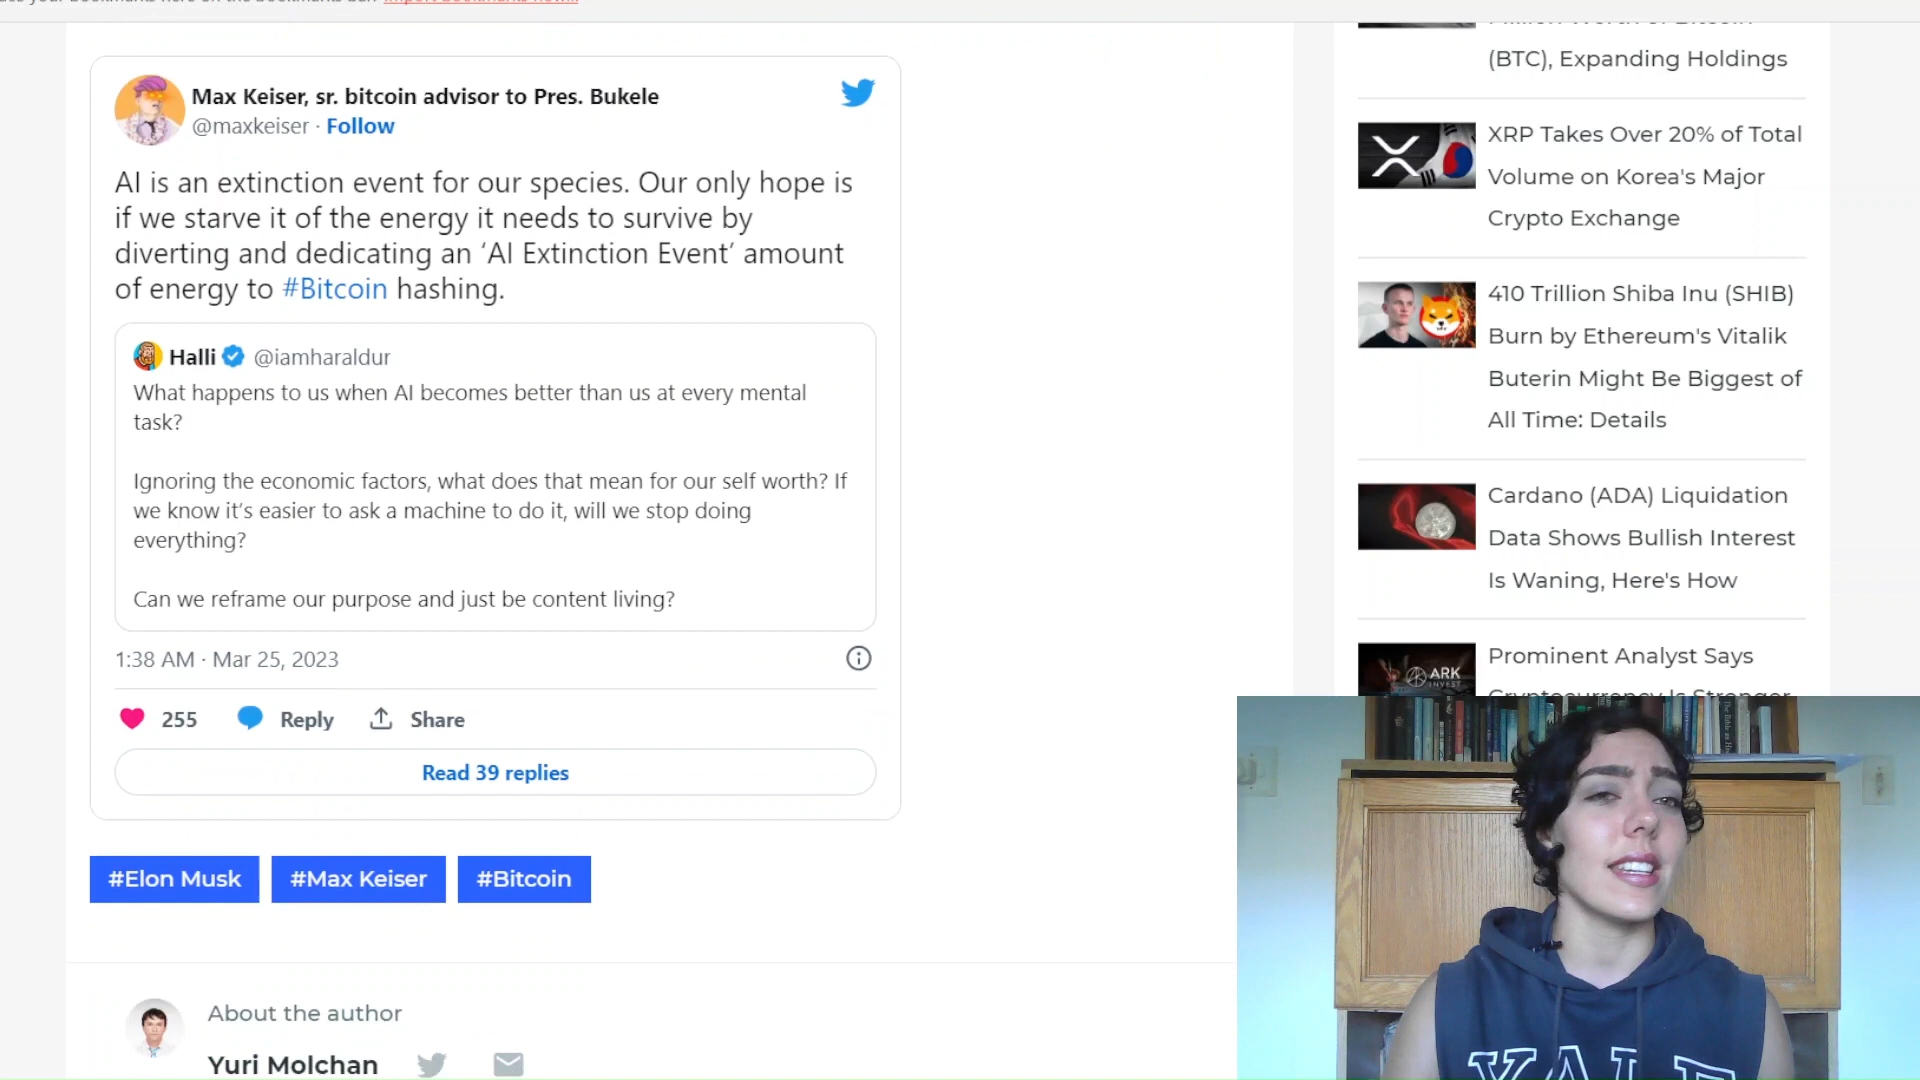 Max Keiser, sr. bitcoin advisor to Pres. Bukele
@maxkeiser · Follow
AI is an extinction event for our species. Our only hope is
if we starve it of the energy it needs to survive by
diverting and dedicating an ‘AI Extinction Event’ amount
of energy to #Bitcoin hashing.
Halli @iamharaldur
What happens to us when AI becomes better than us at every mental
task?
Ignoring the economic factors, what does that mean for our self worth? If
we know it’s easier to ask a machine to do it, will we stop doing
everything?
Can we reframe our purpose and just be content living?
1:38 AM · Mar 25, 2023
255 Reply Share
Read 39 replies
#Elon Musk #Max Keiser #Bitcoin
About the author
Yuri Molchan
(BTC), Expanding Holdings
XRP Takes Over 20% of Total
Volume on Korea's Major
Crypto Exchange
410 Trillion Shiba Inu (SHIB)
Burn by Ethereum's Vitalik
Buterin Might Be Biggest of
All Time: Details
Cardano (ADA) Liquidation
Data Shows Bullish Interest
Is Waning, Here's How
ARK
INVEST
Prominent Analyst Says
YALE